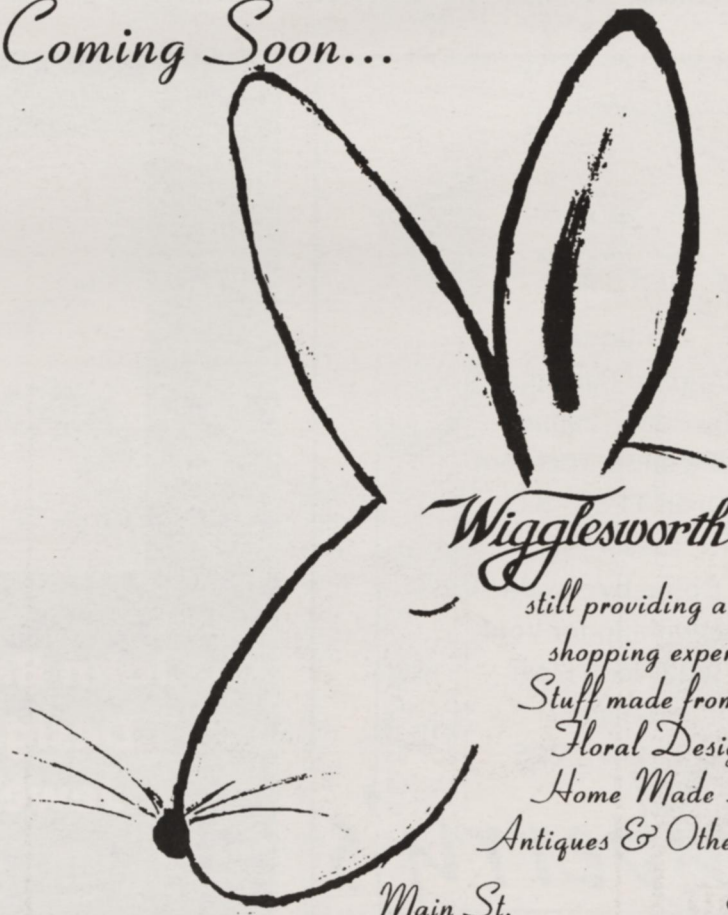 Coming Soon...
Wigglesworth
still providing a
shopping exper
Stuff made from
Floral Desig
Home Made
Antiques & Othe
Main St.